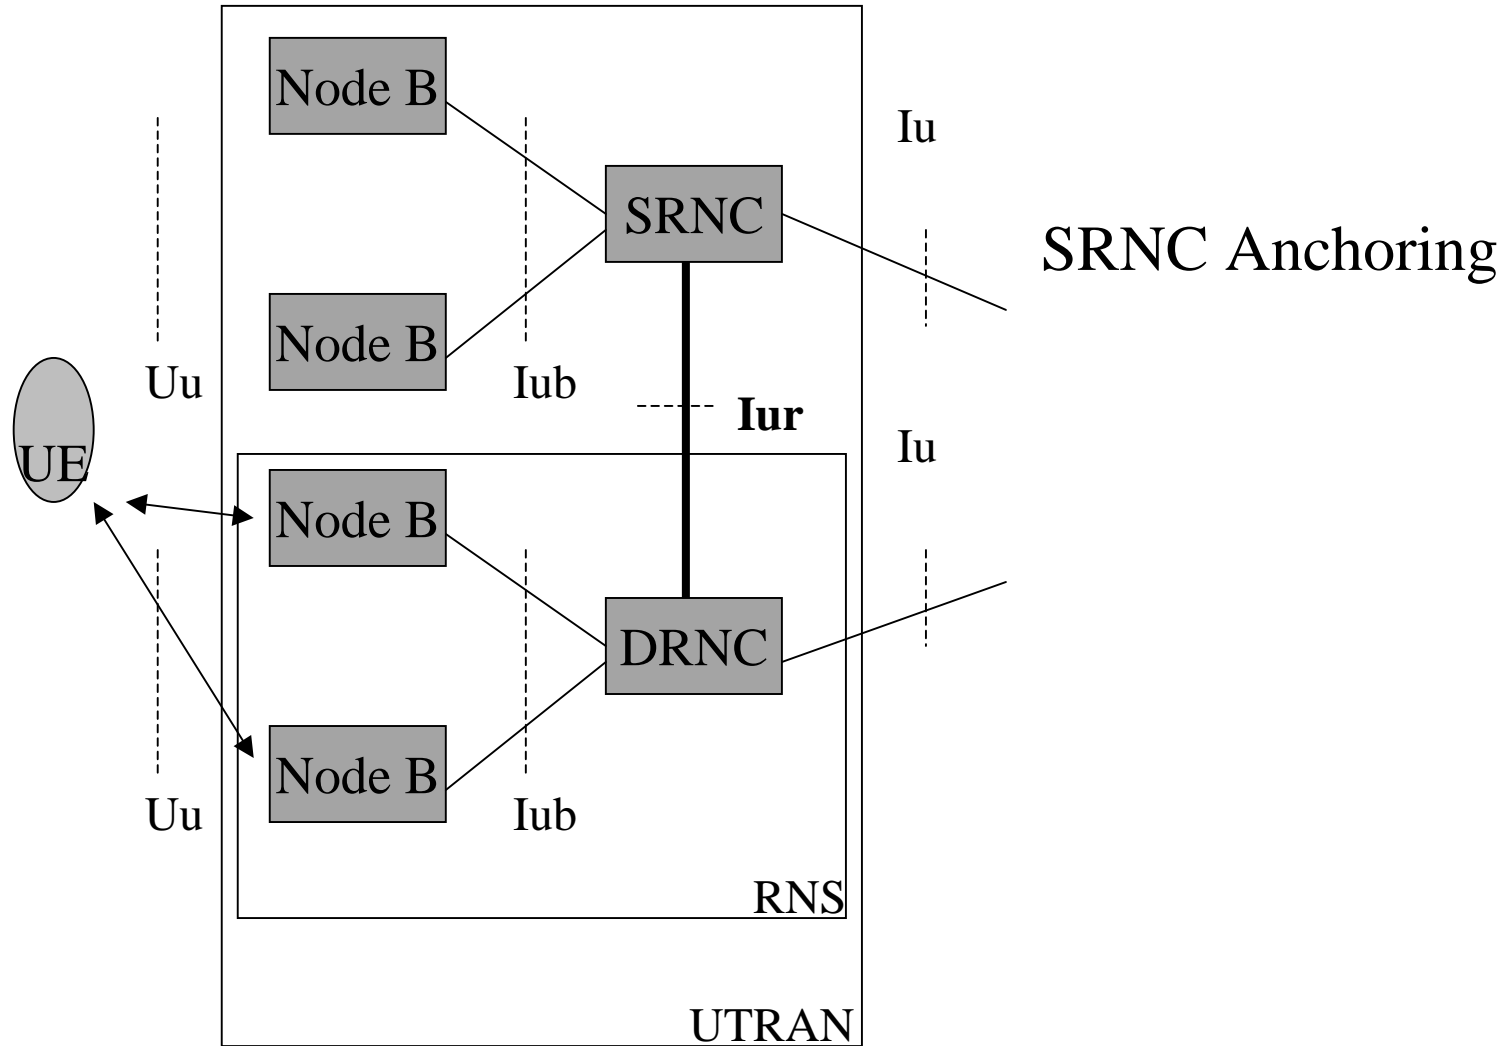 Node B
Iu
SRNC
SRNC Anchoring
Node B
Uu
Iub
Iur
UE
Iu
Node B
DRNC
Node B
Uu
Iub
RNS
UTRAN